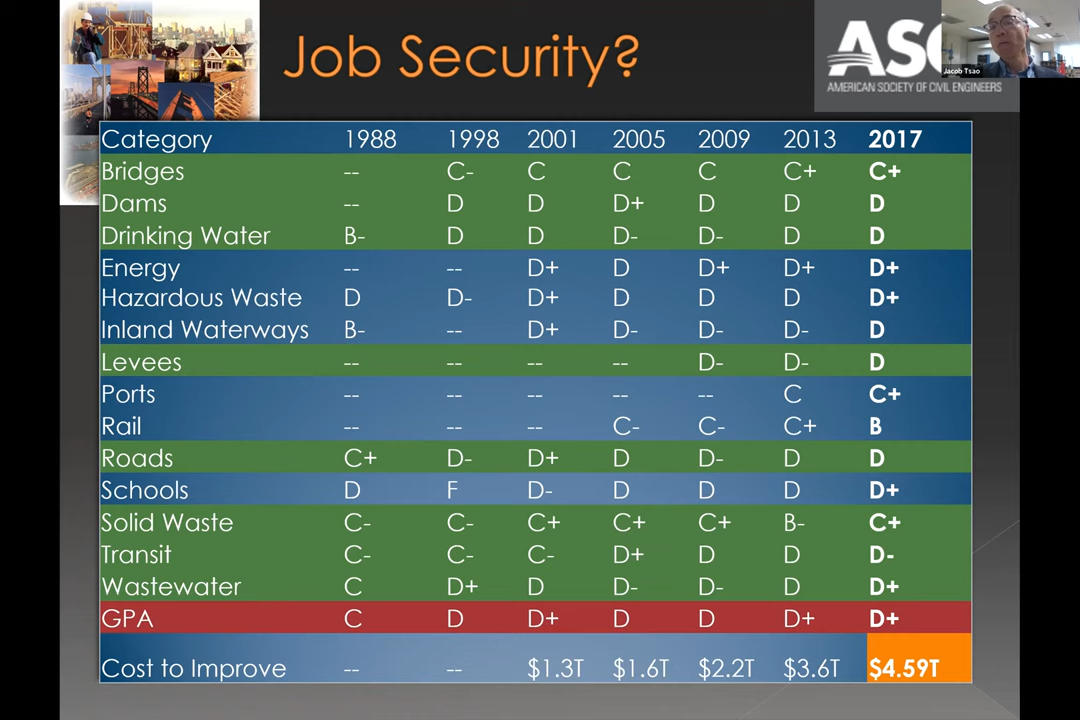 Job Security?
ASC
AMERICAN SOCIETY OF CIVIL ENGINEERS
Jacob Tsao
Category 1988 1998 2001 2005 2009 2013 2017
Bridges -- C- C C C C+ C+
Dams -- D D D+ D D D
Drinking Water B- D D D- D- D D
Energy -- -- D+ D D+ D+ D+
Hazardous Waste D D- D+ D D D D+
Inland Waterways B- -- D+ D- D- D- D
Levees -- -- -- -- D- D- D
Ports -- -- -- -- -- C C+
Rail -- -- -- C- C- C+ B
Roads C+ D- D+ D D- D D
Schools D F D- D D D D+
Solid Waste C- C- C+ C+ C+ B- C+
Transit C- C- C- D+ D D D-
Wastewater C D+ D D- D- D D+
GPA C D D+ D D D+ D+
Cost to Improve -- -- $1.3T $1.6T $2.2T $3.6T $4.59T